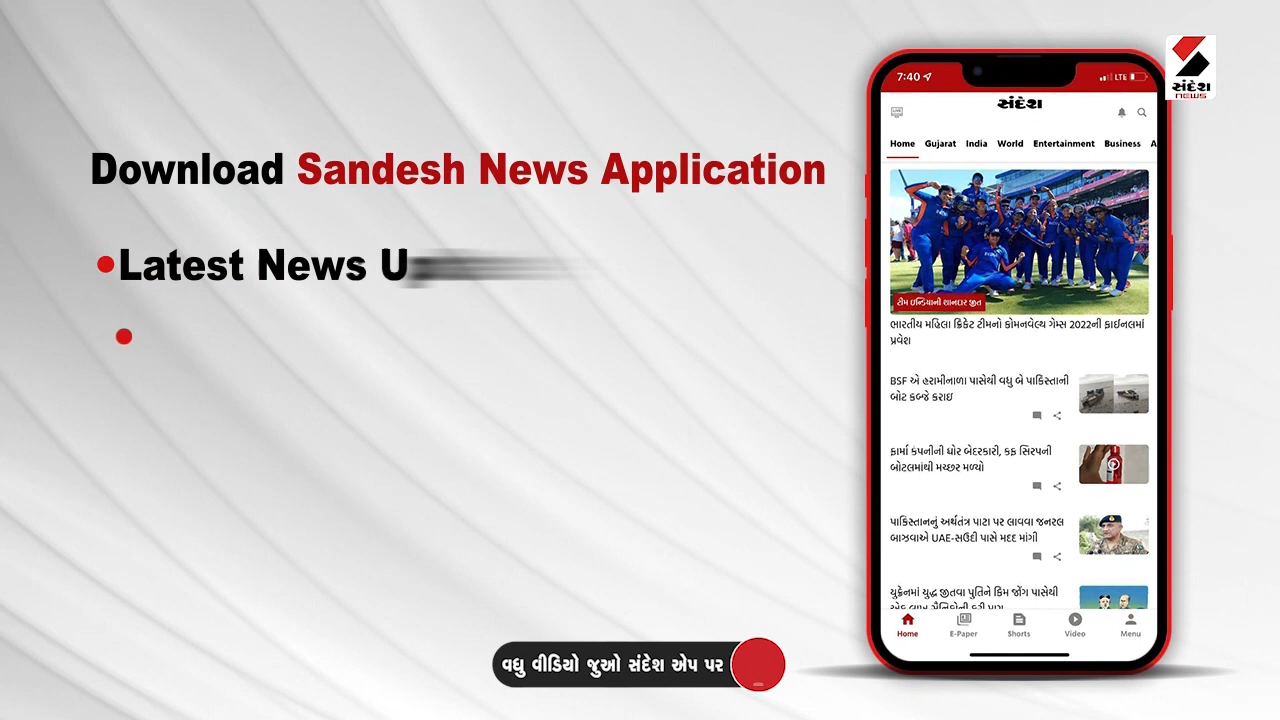 Download Sandesh News Application
Latest News U
7:40
LTE
સંદેશ
Home Gujarat India World Entertainment Business A
ટીમ ઇન્ડિયાની શાનદાર જીત
ભારતીય મહિલા ક્રિકેટ ટીમનો કોમનવેલ્થ ગેમ્સ 2022ની ફાઈનલમાં
પ્રવેશ
BSF એ હરામીનાળા પાસેથી વધુ બે પાકિસ્તાની
બોટ કબ્જે કરાઇ
ફાર્મા કંપનીની ઘોર બેદરકારી, કફ સિરપની
બોટલમાંથી મચ્છર મળ્યો
પાકિસ્તાનનું અર્થતંત્ર પાટા પર લાવવા જનરલ
બાઝવાએ UAE-સઉદી પાસે મદદ માંગી
યુક્રેનમાં યુદ્ધ જીતવા પુતિને કિમ જોંગ પાસેથી
Home E-Paper Shorts Video Menu
સંદેશ
NEWS
વધુ વીડિયો જુઓ સંદેશ એપ પર